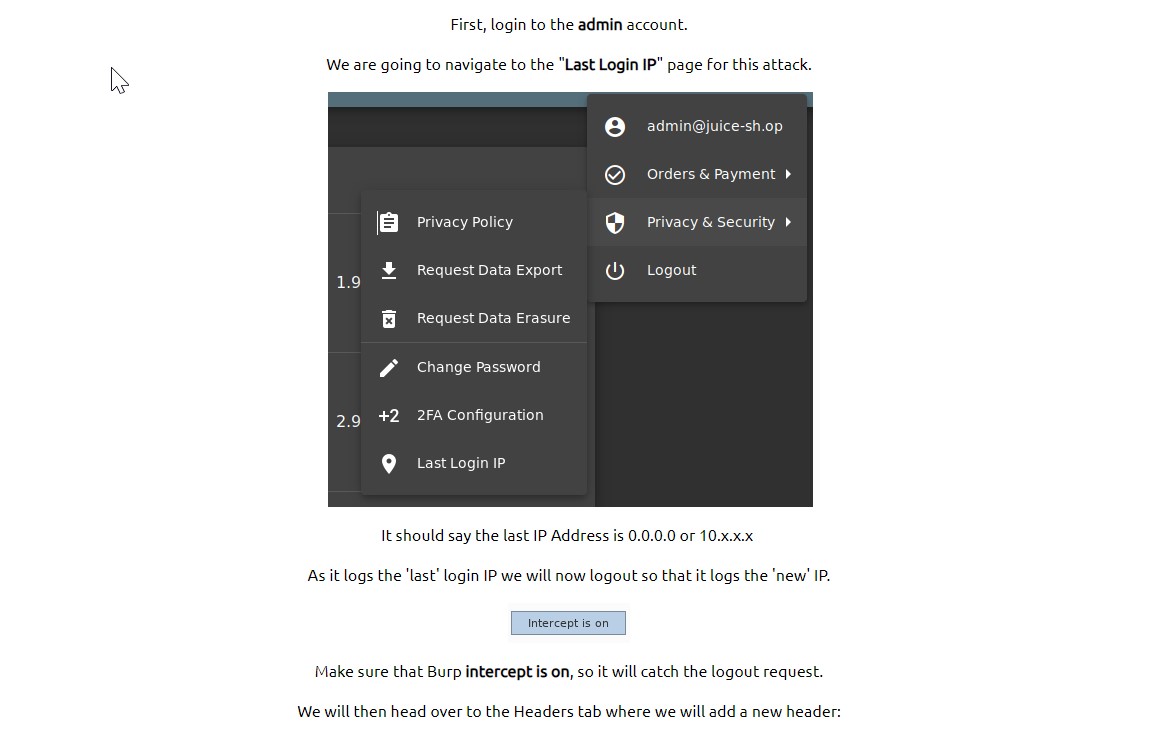 First, login to the admin account.
We are going to navigate to the "Last Login IP" page for this attack.
admin@juice-sh.op
Orders & Payment
Privacy & Security
Logout
Privacy Policy
Request Data Export
Request Data Erasure
Change Password
+2 2FA Configuration
Last Login IP
1.9
2.9
It should say the last IP Address is 0.0.0.0 or 10.x.x.x
As it logs the 'last' login IP we will now logout so that it logs the 'new' IP.
Intercept is on
Make sure that Burp intercept is on, so it will catch the logout request.
We will then head over to the Headers tab where we will add a new header: